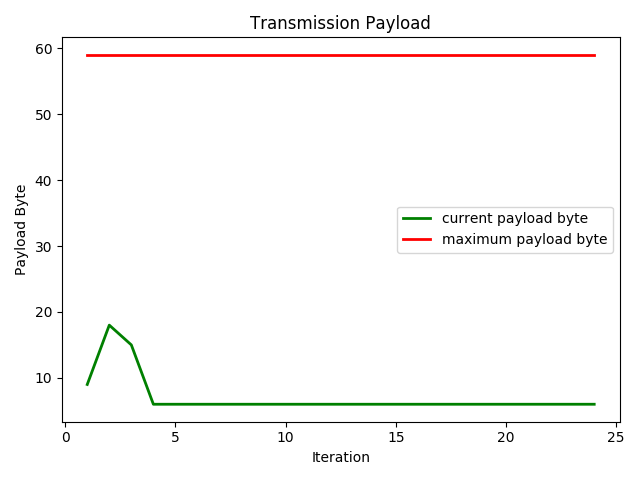 Transmission Payload
Payload Byte
60
50
40
30
20
10
current payload byte
maximum payload byte
0
5
10
15
20
25
Iteration